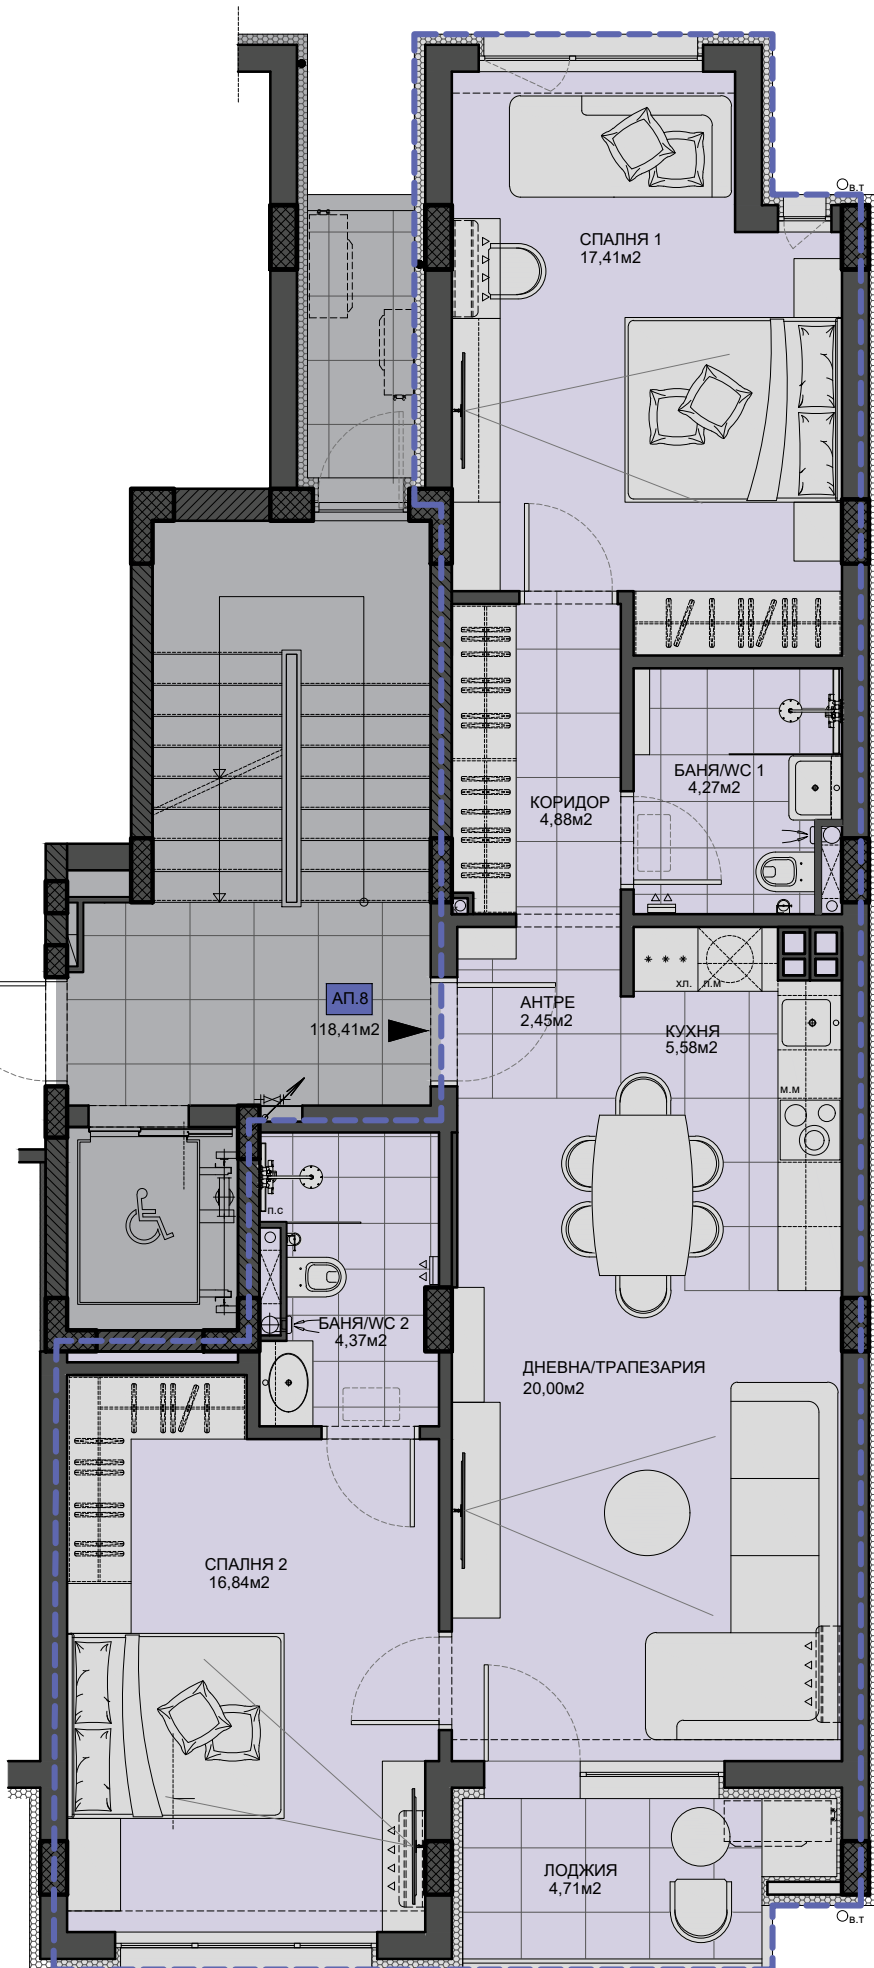 Oв.т
СПАЛНЯ 1
17,41м2
БАНЯ/WC 1
4,27м2
КОРИДОР
4,88м2
АП.8
118,41м2
АНТРЕ
2,45м2
хл.
п.м
КУХНЯ
5,58м2
м.м
п.с
БАНЯ/WC 2
4,37м2
ДНЕВНА/ТРАПЕЗАРИЯ
20,00м2
СПАЛНЯ 2
16,84м2
ЛОДЖИЯ
4,71м2
Oв.т